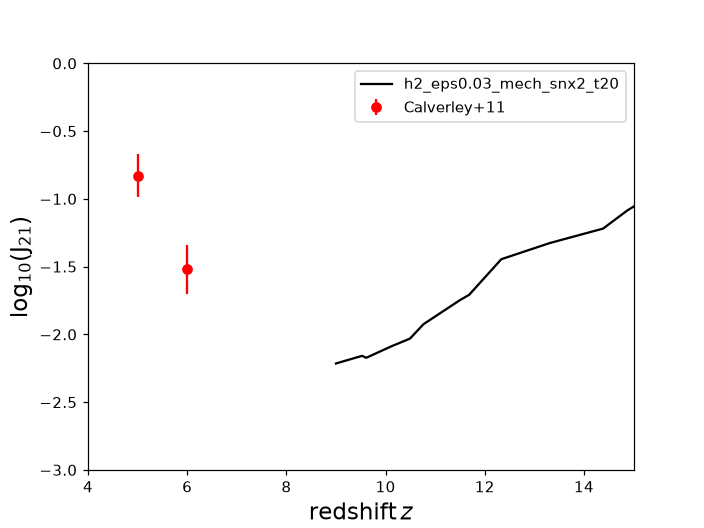 h2_eps0.03_mech_snx2_t20
Calverley+11
0.0
−0.5
−1.0
−1.5
−2.0
−2.5
−3.0
log₁₀(J₂₁)
4 6 8 10 12 14
redshift z